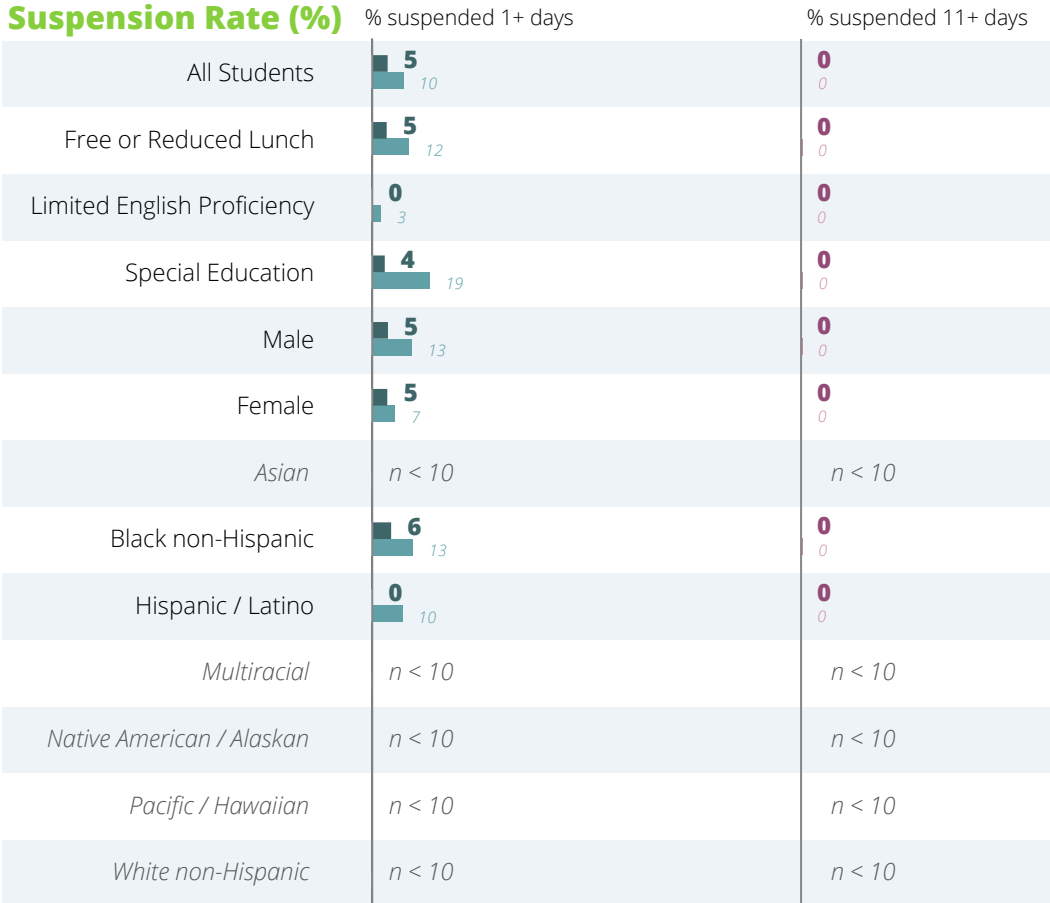 Suspension Rate (%) % suspended 1+ days % suspended 11+ days
All Students 5 10 0 0
Free or Reduced Lunch 5 12 0 0
Limited English Proficiency 0 3 0 0
Special Education 4 19 0 0
Male 5 13 0 0
Female 5 7 0 0
Asian n < 10 n < 10
Black non-Hispanic 6 13 0 0
Hispanic / Latino 0 10 0 0
Multiracial n < 10 n < 10
Native American / Alaskan n < 10 n < 10
Pacific / Hawaiian n < 10 n < 10
White non-Hispanic n < 10 n < 10